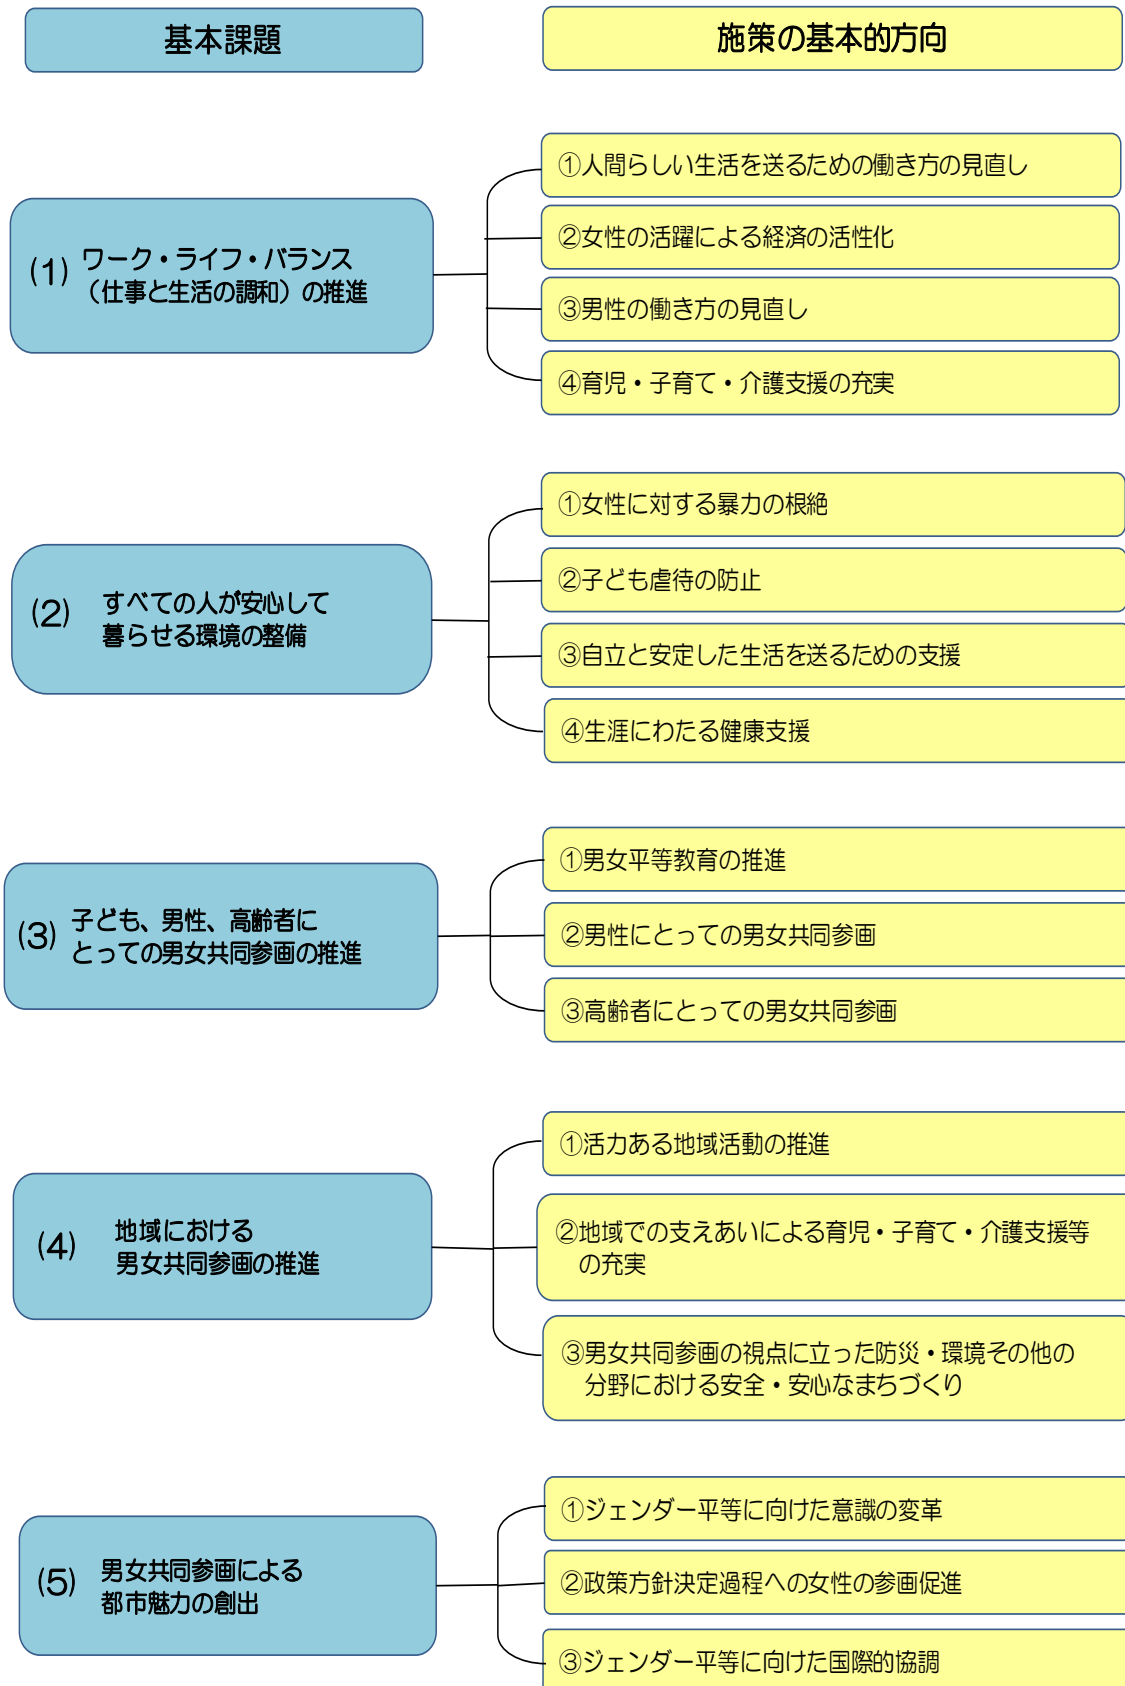 基本課題
施策の基本的方向
(1) ワーク・ライフ・バランス
（仕事と生活の調和）の推進
①人間らしい生活を送るための働き方の見直し
②女性の活躍による経済の活性化
③男性の働き方の見直し
④育児・子育て・介護支援の充実
(2) すべての人が安心して
暮らせる環境の整備
①女性に対する暴力の根絶
②子ども虐待の防止
③自立と安定した生活を送るための支援
④生涯にわたる健康支援
(3) 子ども、男性、高齢者に
とっての男女共同参画の推進
①男女平等教育の推進
②男性にとっての男女共同参画
③高齢者にとっての男女共同参画
(4) 地域における
男女共同参画の推進
①活力ある地域活動の推進
②地域での支えあいによる育児・子育て・介護支援等
の充実
③男女共同参画の視点に立った防災・環境その他の
分野における安全・安心なまちづくり
(5) 男女共同参画による
都市魅力の創出
①ジェンダー平等に向けた意識の変革
②政策方針決定過程への女性の参画促進
③ジェンダー平等に向けた国際的協調